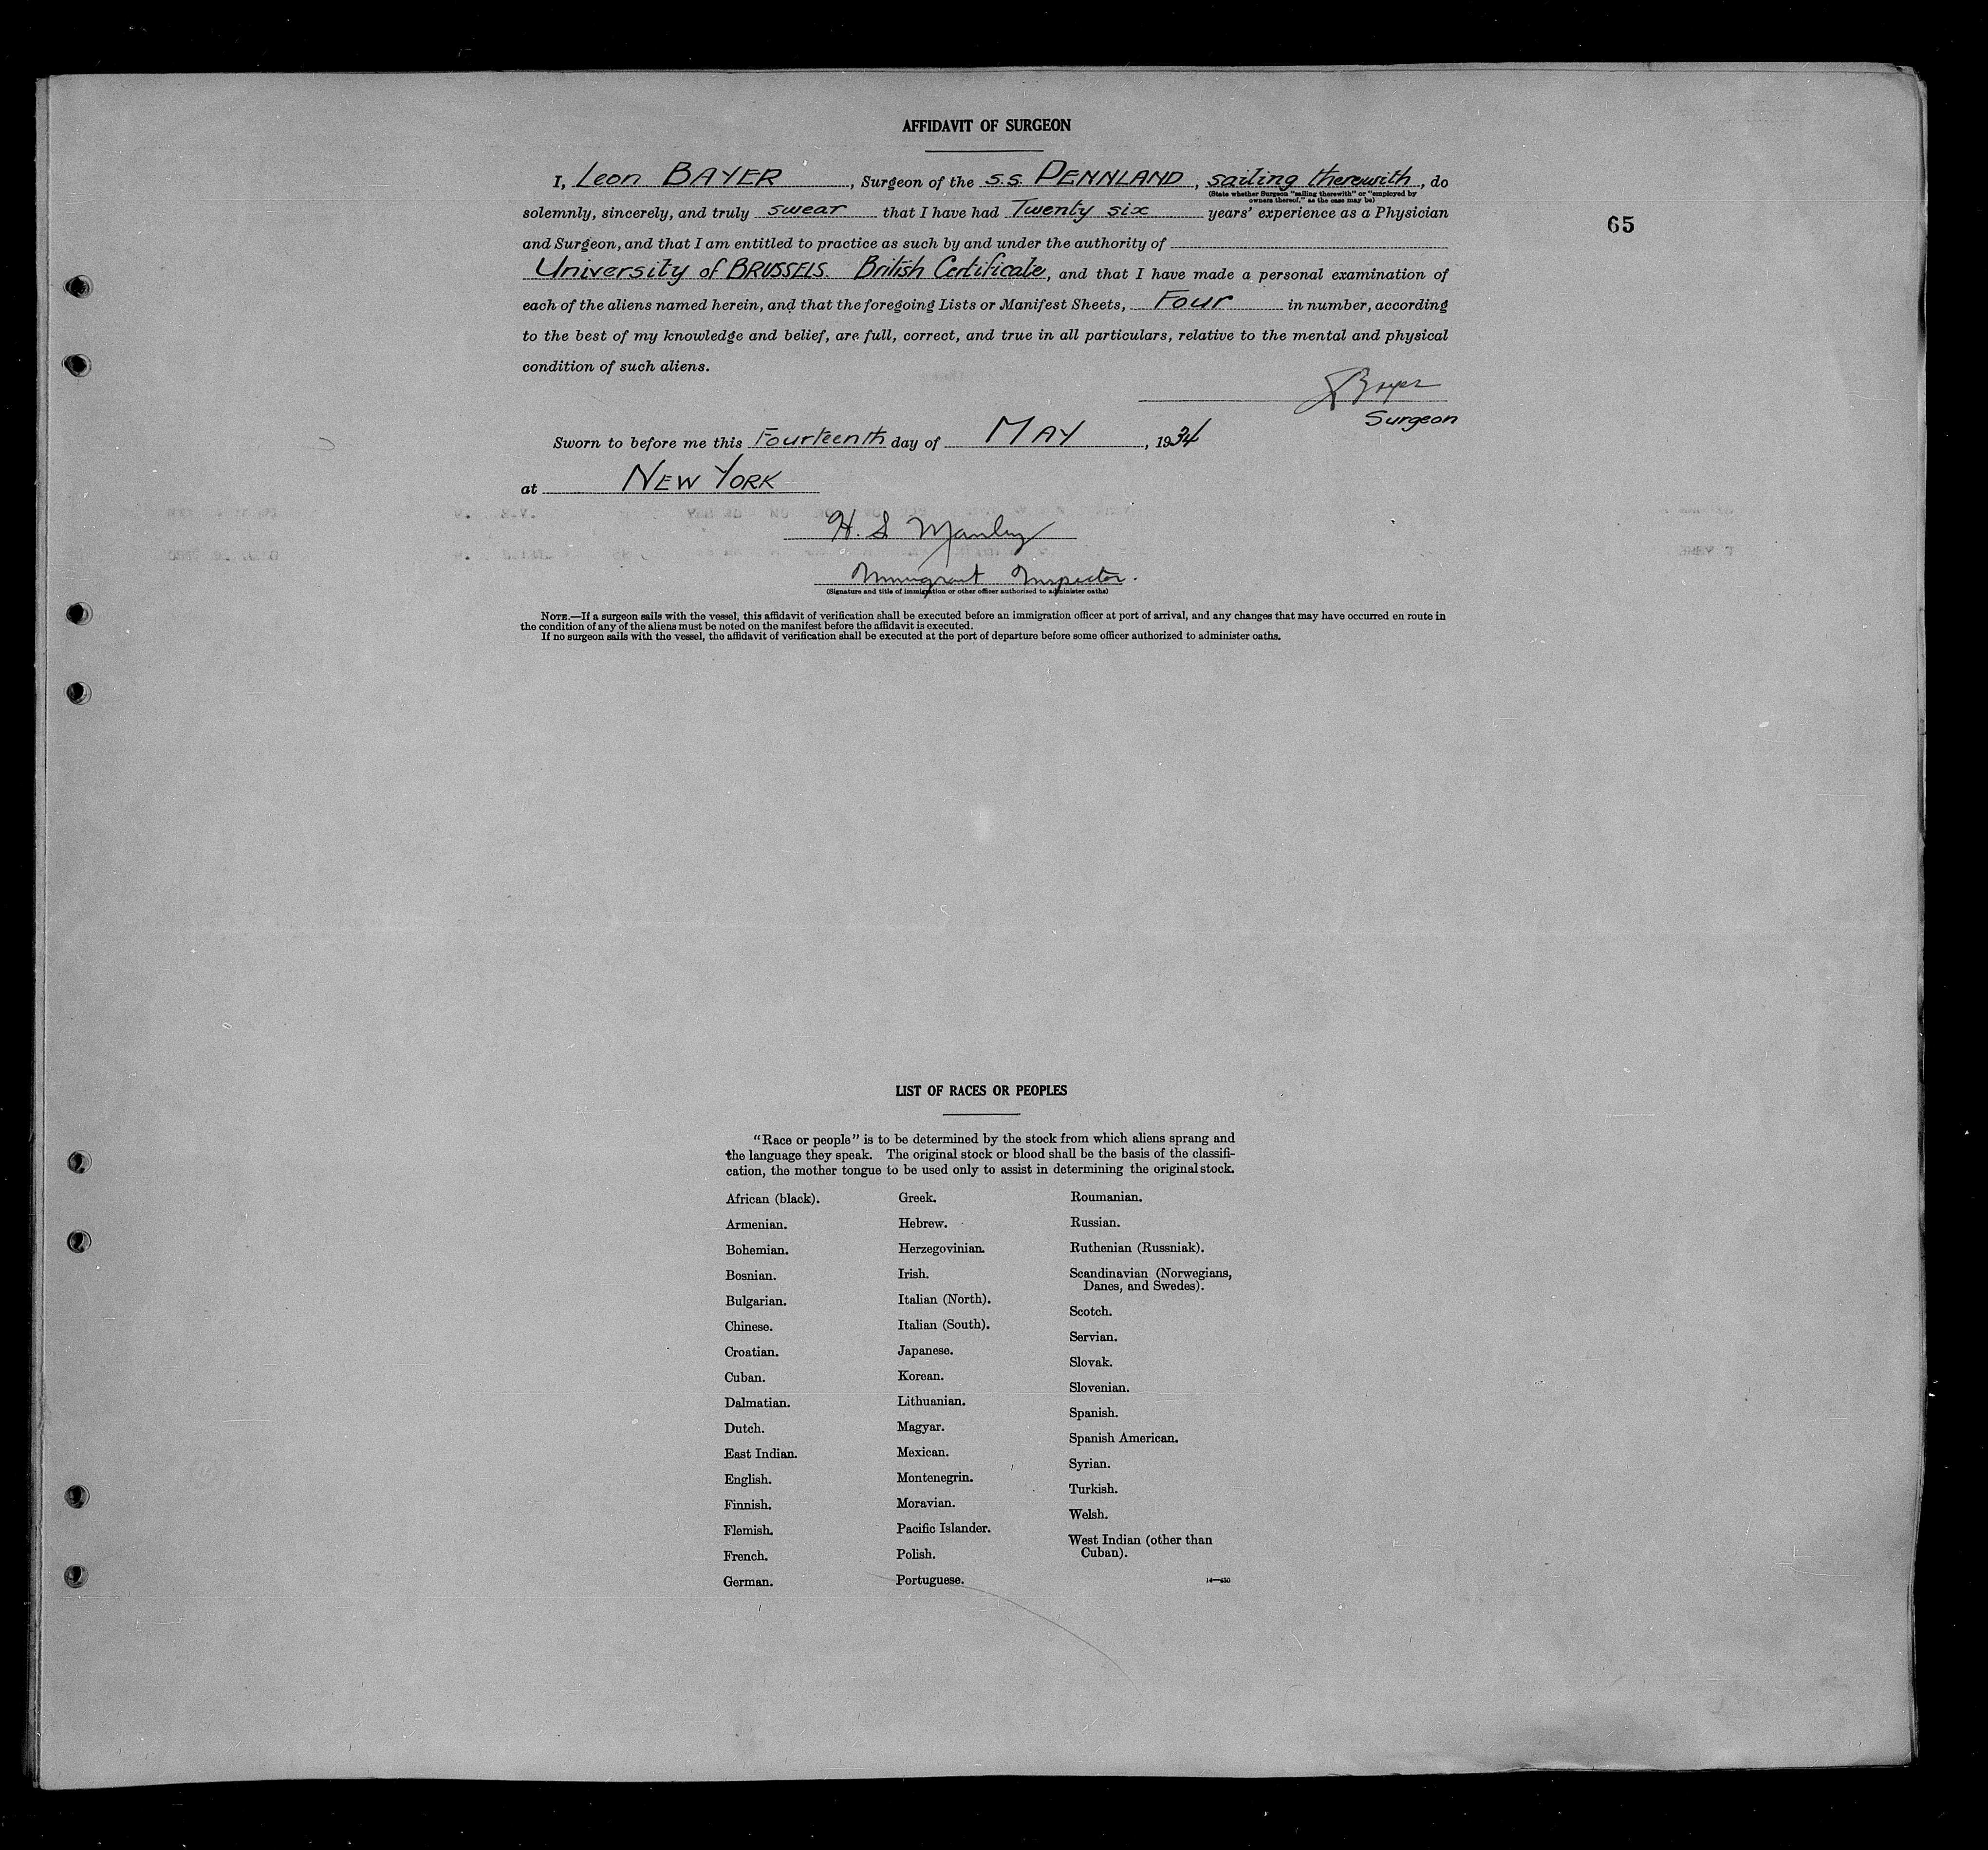 AFFIDAVIT OF SURGEON
I, Leon BAYER, Surgeon of the S.S. PENNLAND, sailing therewith, do
(State whether Surgeon "sailing therewith" or "employed by
owners thereof," as the case may be)
solemnly, sincerely, and truly swear that I have had Twenty six years' experience as a Physician
65
and Surgeon, and that I am entitled to practice as such by and under the authority of
University of BRUSSELS. British Certificate, and that I have made a personal examination of
each of the aliens named herein, and that the foregoing Lists or Manifest Sheets, Four in number, according
to the best of my knowledge and belief, are full, correct, and true in all particulars, relative to the mental and physical
condition of such aliens.
LBayer
Surgeon
Sworn to before me this Fourteenth day of MAY, 1934
at NEW YORK
H. S Manley
Immigrant Inspector.
(Signature and title of immigration or other officer authorized to administer oaths)
NOTE.—If a surgeon sails with the vessel, this affidavit of verification shall be executed before an immigration officer at port of arrival, and any changes that may have occurred en route in
the condition of any of the aliens must be noted on the manifest before the affidavit is executed.
If no surgeon sails with the vessel, the affidavit of verification shall be executed at the port of departure before some officer authorized to administer oaths.
LIST OF RACES OR PEOPLES
"Race or people" is to be determined by the stock from which aliens sprang and
the language they speak. The original stock or blood shall be the basis of the classifi-
cation, the mother tongue to be used only to assist in determining the original stock.
African (black).
Armenian.
Bohemian.
Bosnian.
Bulgarian.
Chinese.
Croatian.
Cuban.
Dalmatian.
Dutch.
East Indian.
English.
Finnish.
Flemish.
French.
German.
Greek.
Hebrew.
Herzegovinian.
Irish.
Italian (North).
Italian (South).
Japanese.
Korean.
Lithuanian.
Magyar.
Mexican.
Montenegrin.
Moravian.
Pacific Islander.
Polish.
Portuguese.
Roumanian.
Russian.
Ruthenian (Russniak).
Scandinavian (Norwegians,
Danes, and Swedes).
Scotch.
Servian.
Slovak.
Slovenian.
Spanish.
Spanish American.
Syrian.
Turkish.
Welsh.
West Indian (other than
Cuban).